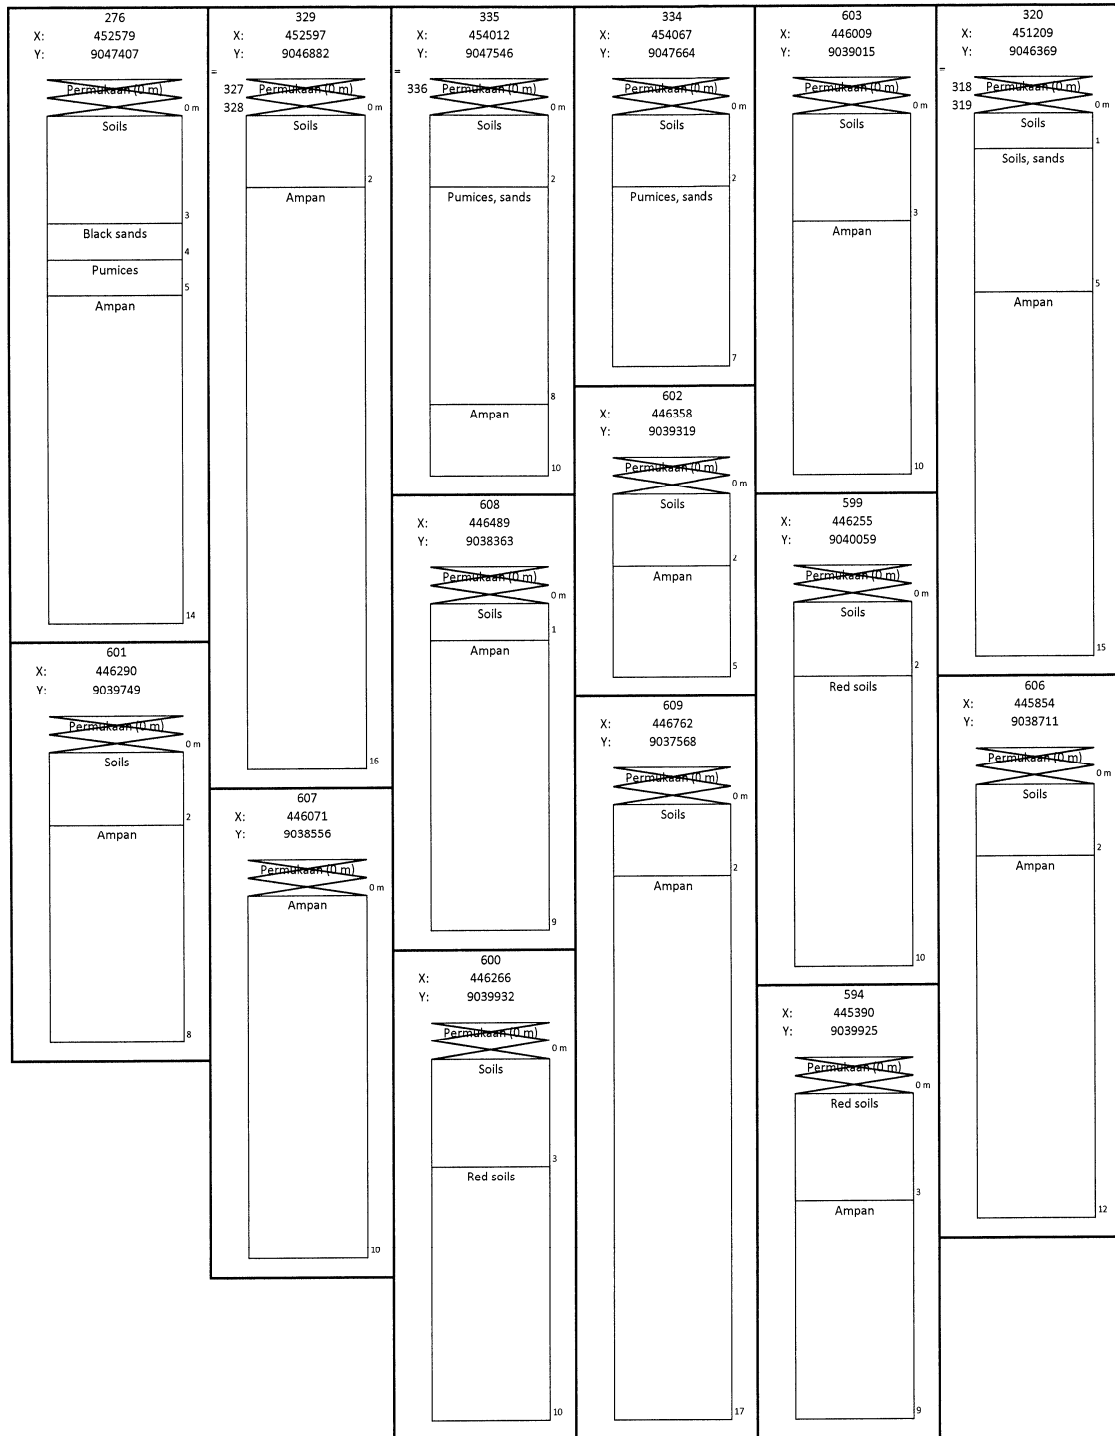 276
X: 452579
Y: 9047407
Permukaan (0 m)
0 m
Soils
3
Black sands
4
Pumices
5
Ampan
14
601
X: 446290
Y: 9039749
Permukaan (0 m)
0 m
Soils
2
Ampan
8
329
X: 452597
Y: 9046882
=
327
328
Permukaan (0 m)
0 m
Soils
2
Ampan
16
607
X: 446071
Y: 9038556
Permukaan (0 m)
0 m
Ampan
10
335
X: 454012
Y: 9047546
=
336
Permukaan (0 m)
0 m
Soils
2
Pumices, sands
8
Ampan
10
608
X: 446489
Y: 9038363
Permukaan (0 m)
0 m
Soils
1
Ampan
9
600
X: 446266
Y: 9039932
Permukaan (0 m)
0 m
Soils
3
Red soils
10
334
X: 454067
Y: 9047664
Permukaan (0 m)
0 m
Soils
2
Pumices, sands
7
602
X: 446358
Y: 9039319
Permukaan (0 m)
0 m
Soils
2
Ampan
5
609
X: 446762
Y: 9037568
Permukaan (0 m)
0 m
Soils
2
Ampan
17
603
X: 446009
Y: 9039015
Permukaan (0 m)
0 m
Soils
3
Ampan
10
599
X: 446255
Y: 9040059
Permukaan (0 m)
0 m
Soils
2
Red soils
10
594
X: 445390
Y: 9039925
Permukaan (0 m)
0 m
Red soils
3
Ampan
9
320
X: 451209
Y: 9046369
=
318
319
Permukaan (0 m)
0 m
Soils
1
Soils, sands
5
Ampan
15
606
X: 445854
Y: 9038711
Permukaan (0 m)
0 m
Soils
2
Ampan
12